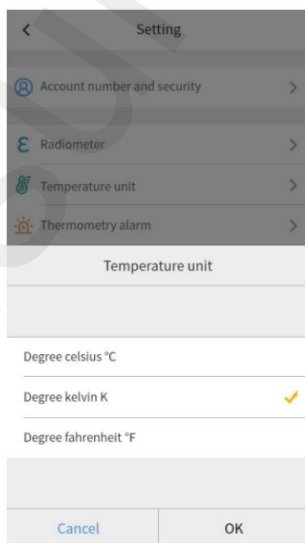 Setting
Account number and security
ε Radiometer
Temperature unit
Thermometry alarm
Temperature unit
Degree celsius °C
Degree kelvin K
Degree fahrenheit °F
Cancel OK